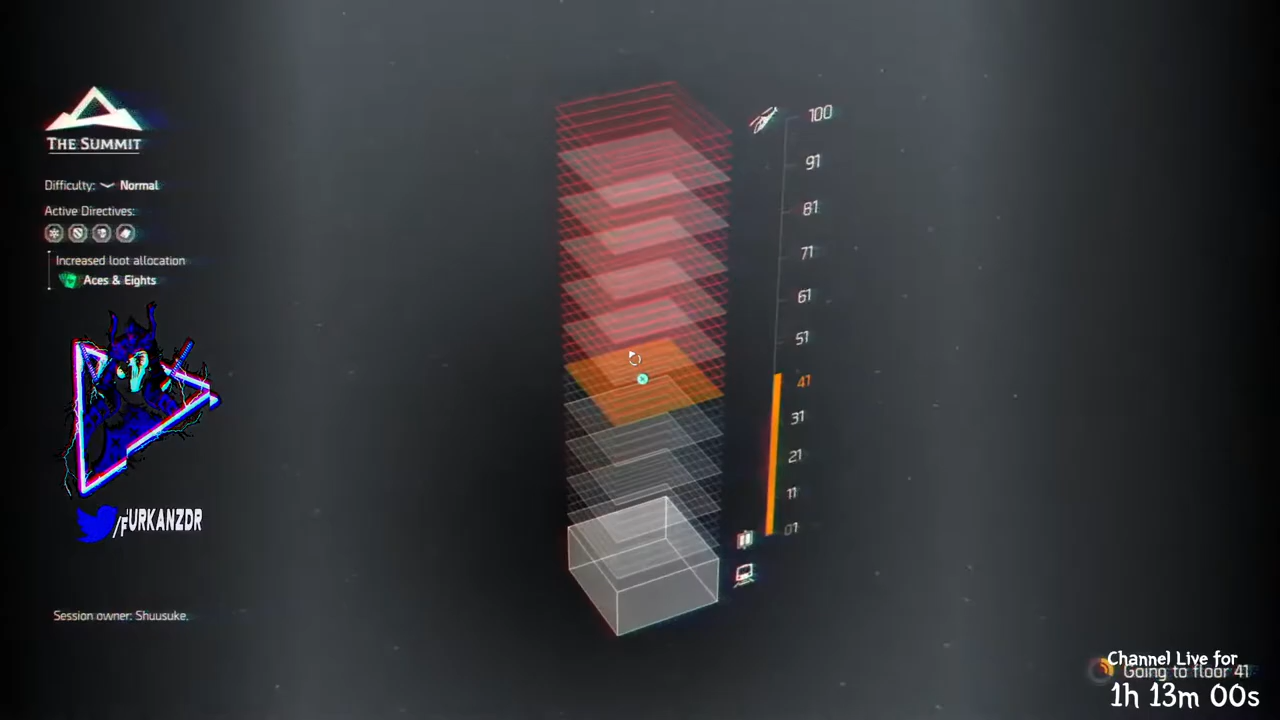 THE SUMMIT
Difficulty: Normal
Active Directives:
Increased loot allocation
Aces & Eights
/FURKANZDR
Session owner: Shuusuke.
100
91
81
71
61
51
41
31
21
11
01
Channel Live for
Going to floor 41
1h 13m 00s